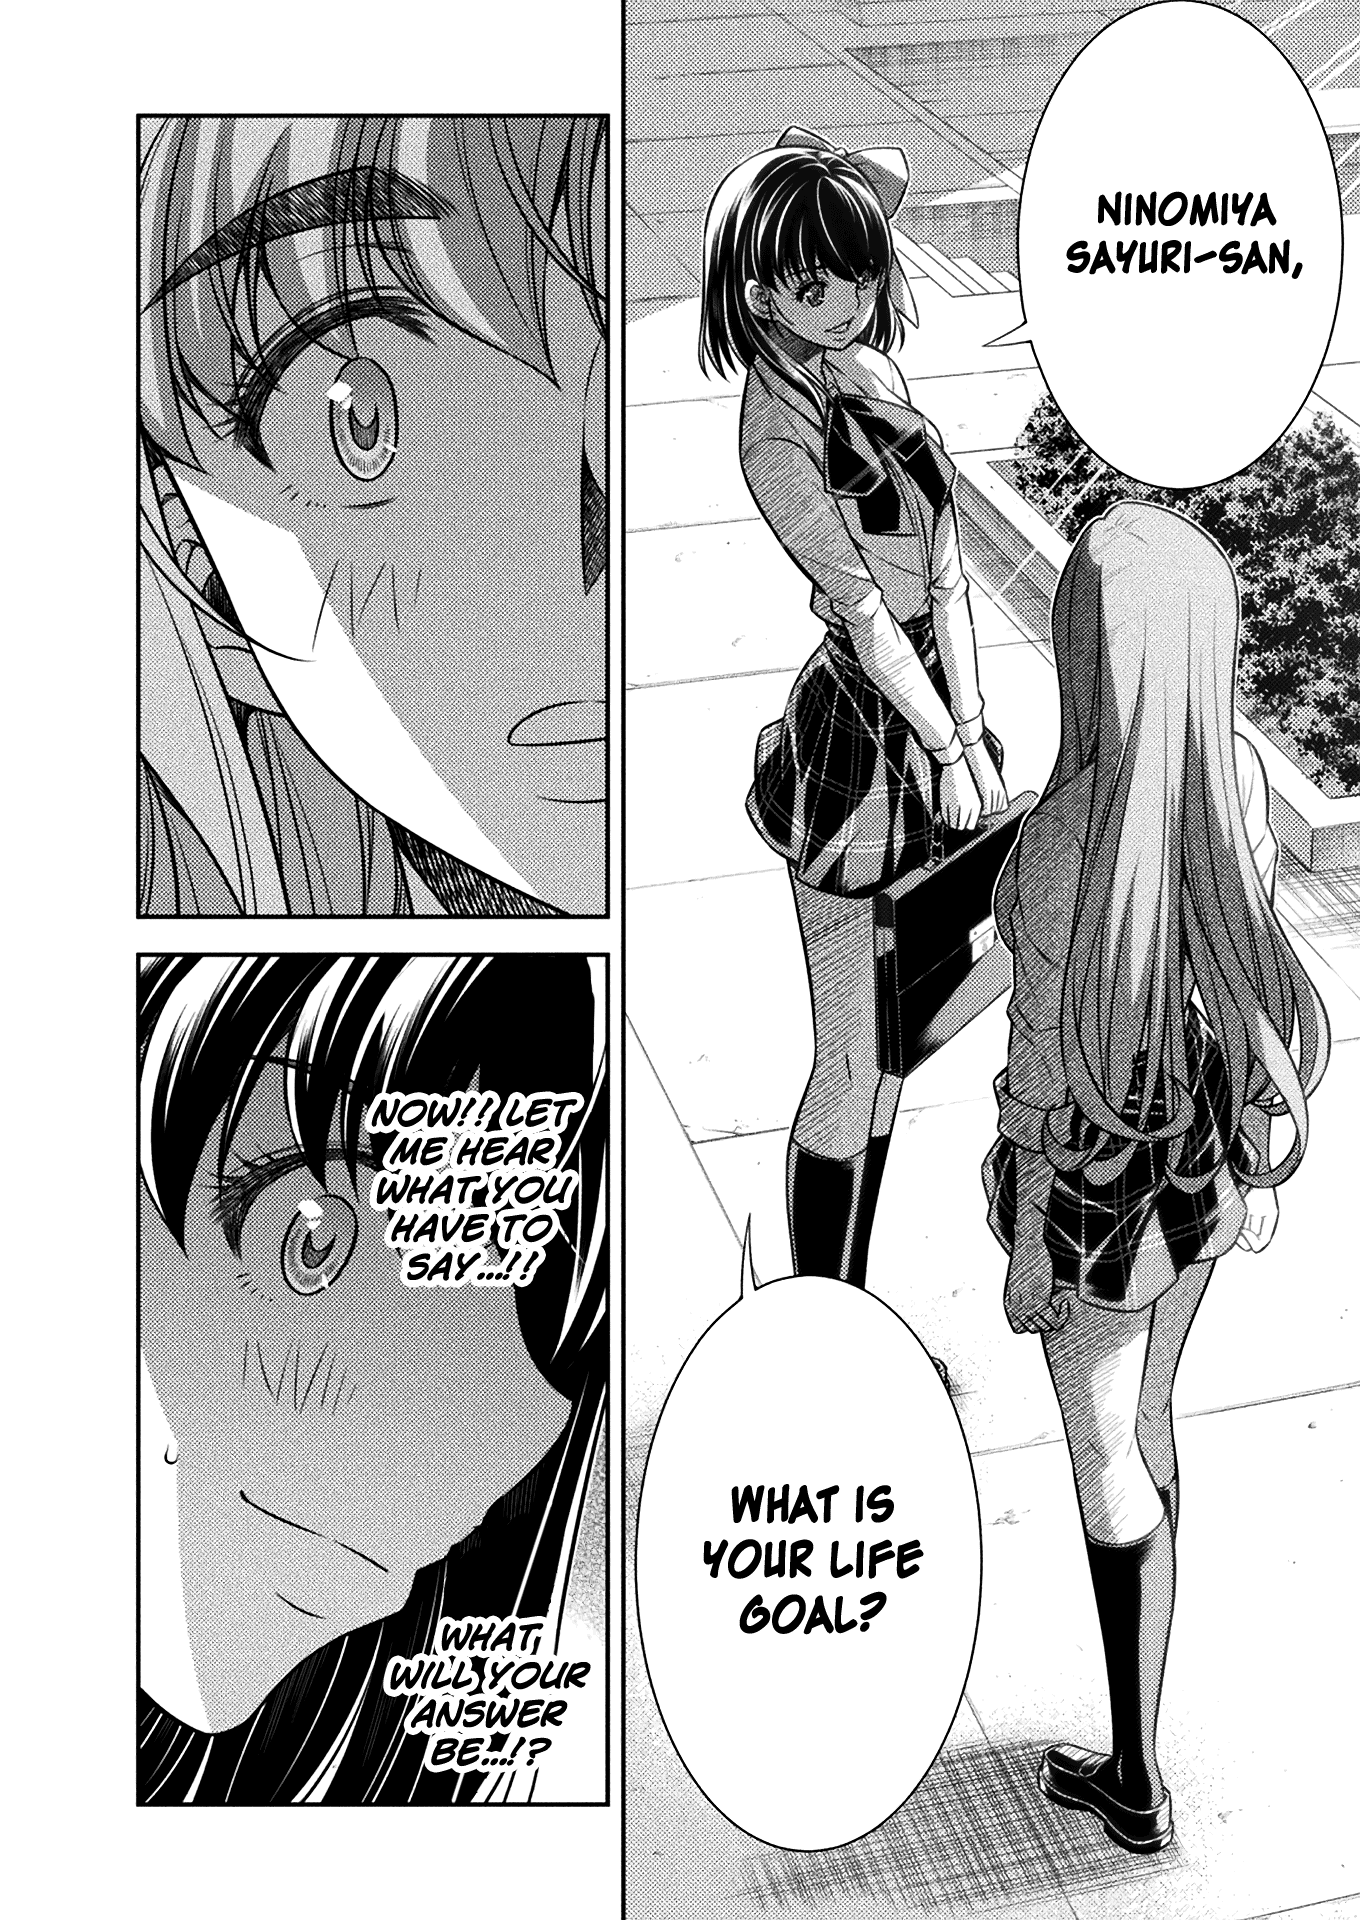 NINOMIYA
SAYURI-SAN,
WHAT IS
YOUR LIFE
GOAL?
NOW!! LET
ME HEAR
WHAT YOU
HAVE TO
SAY...!!
WHAT
WILL YOUR
ANSWER
BE...!?